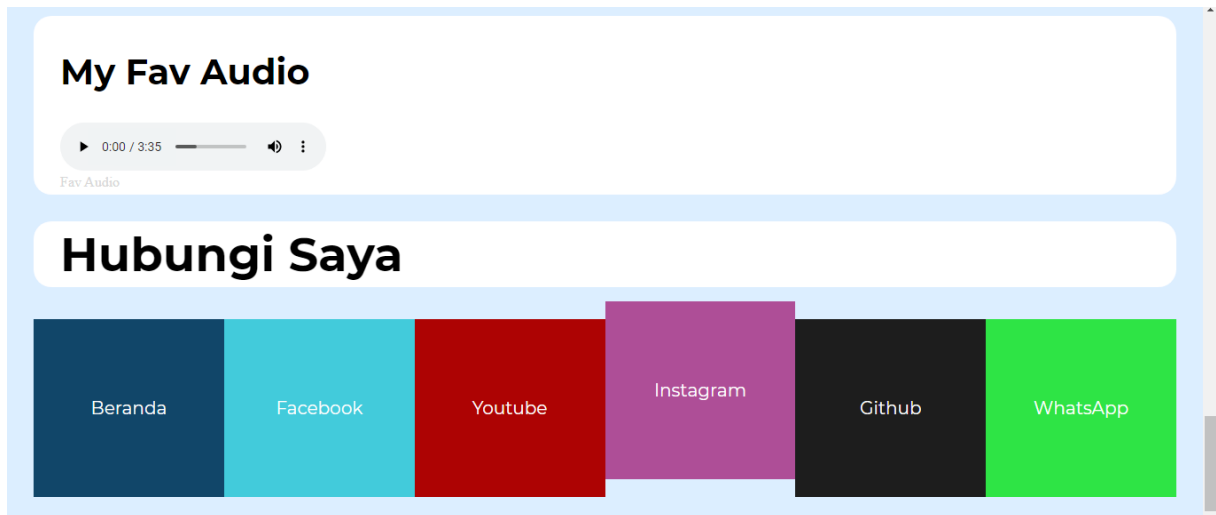 My Fav Audio
0:00 / 3:35
Fav Audio
Hubungi Saya
Beranda
Facebook
Youtube
Instagram
Github
WhatsApp